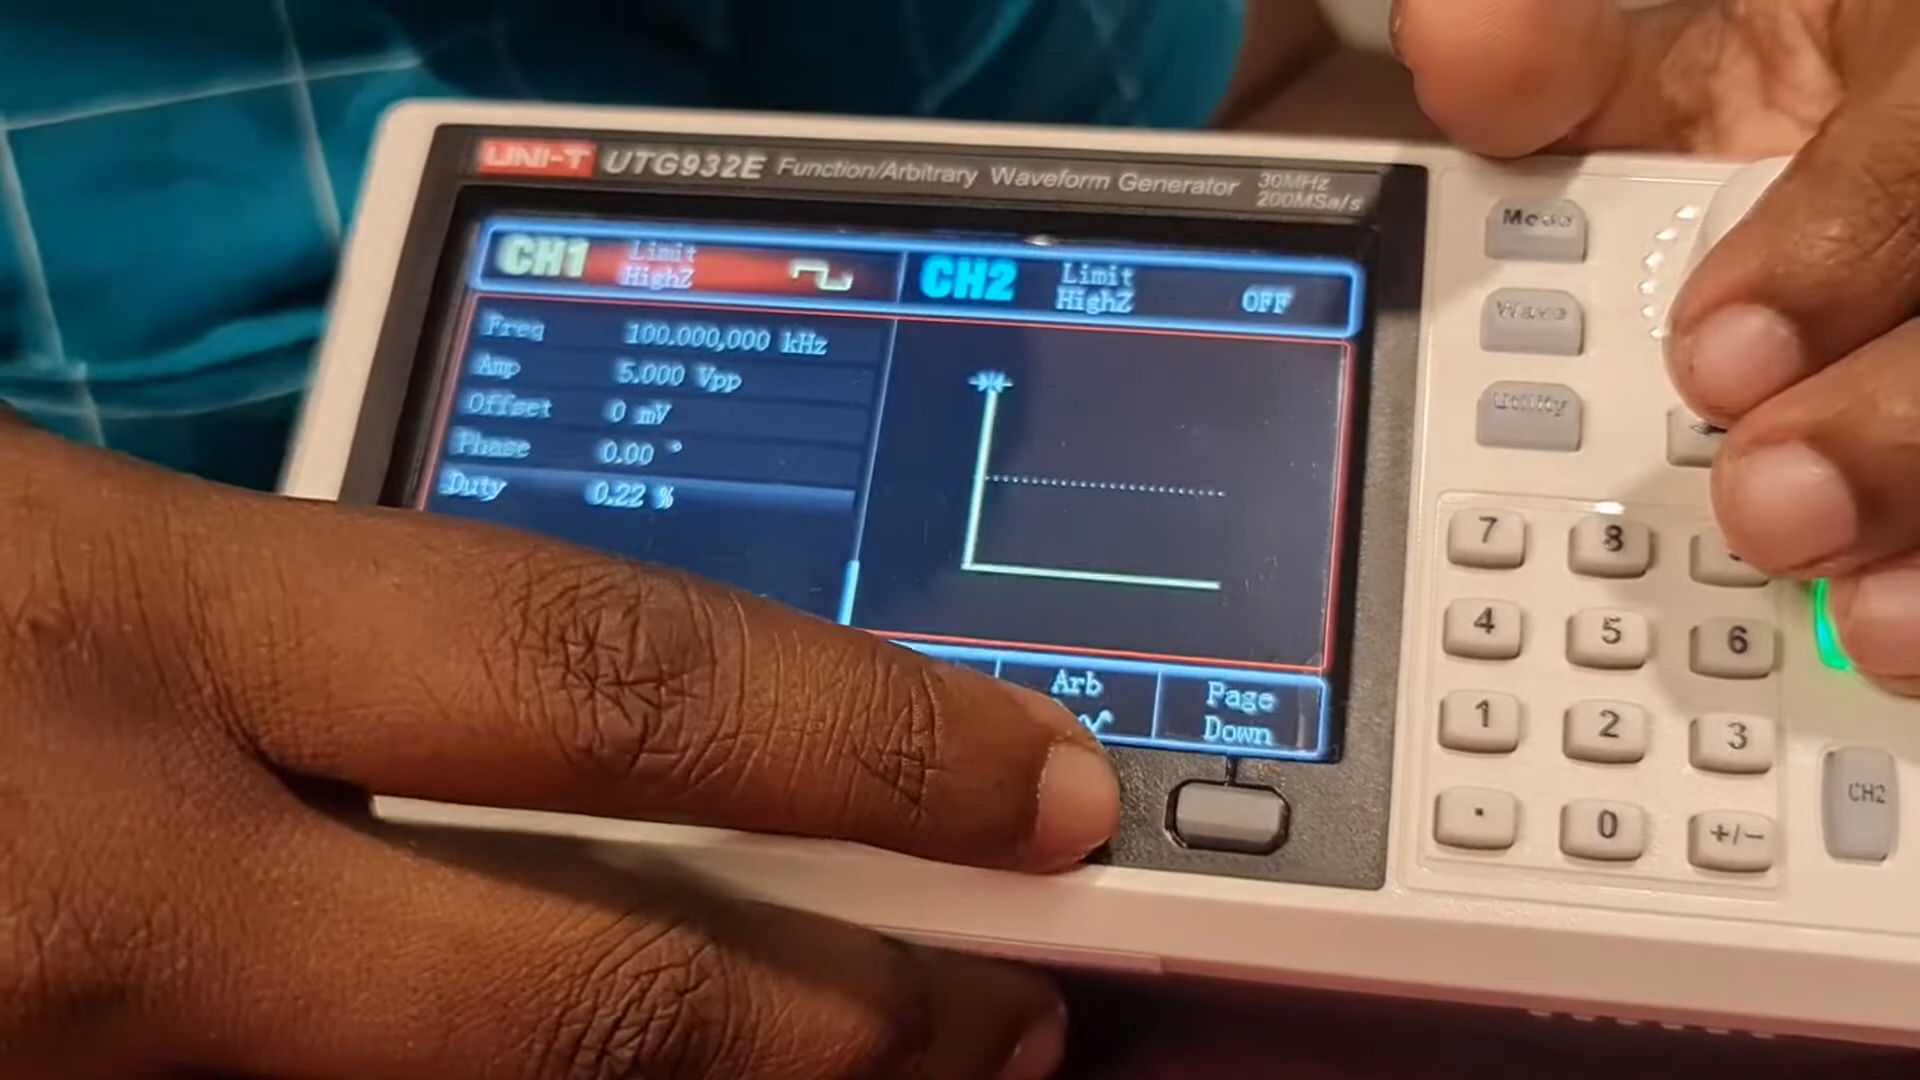 UNI-T UTG932E Function/Arbitrary Waveform Generator 30MHz
200MSa/s
CH1 Limit
HighZ
CH2 Limit
HighZ OFF
Freq 100.000,000 kHz
Amp 5.000 Vpp
Offset 0 mV
Phase 0.00 °
Duty 0.22 %
Arb
Page
Down
Mode
Wave
Utility
7 8
4 5 6
1 2 3
. 0 +/-
CH2